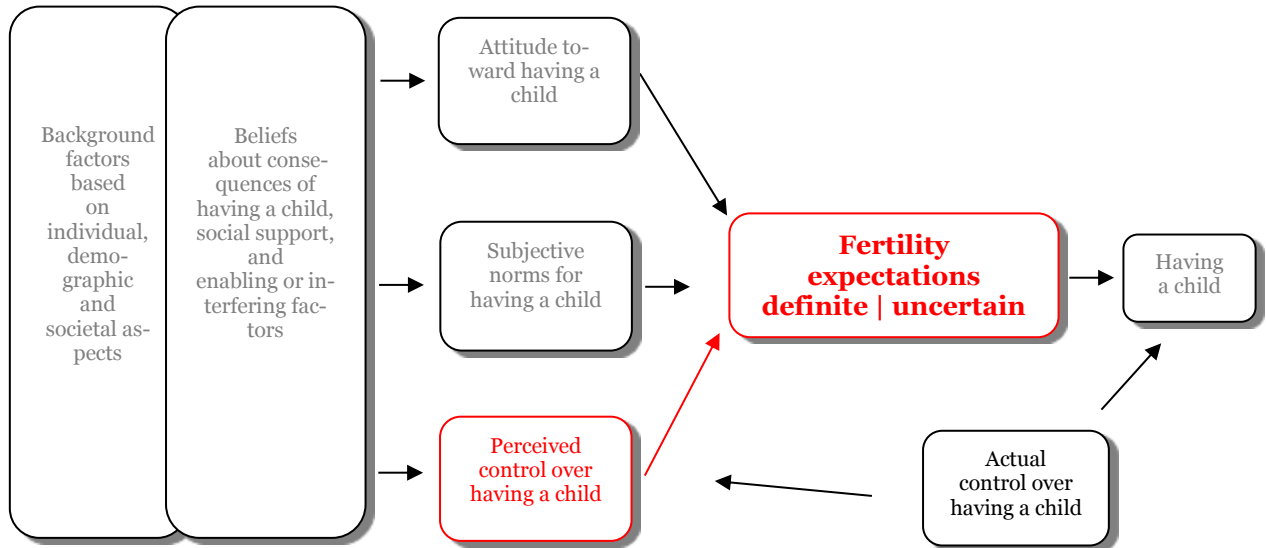 Background
factors
based
on
individual,
demo-
graphic
and
societal as-
pects
Beliefs
about conse-
quences of
having a child,
social support,
and
enabling or in-
terfering fac-
tors
Attitude to-
ward having a
child
Subjective
norms for
having a child
Perceived
control over
having a child
Fertility
expectations
definite | uncertain
Having
a child
Actual
control over
having a child